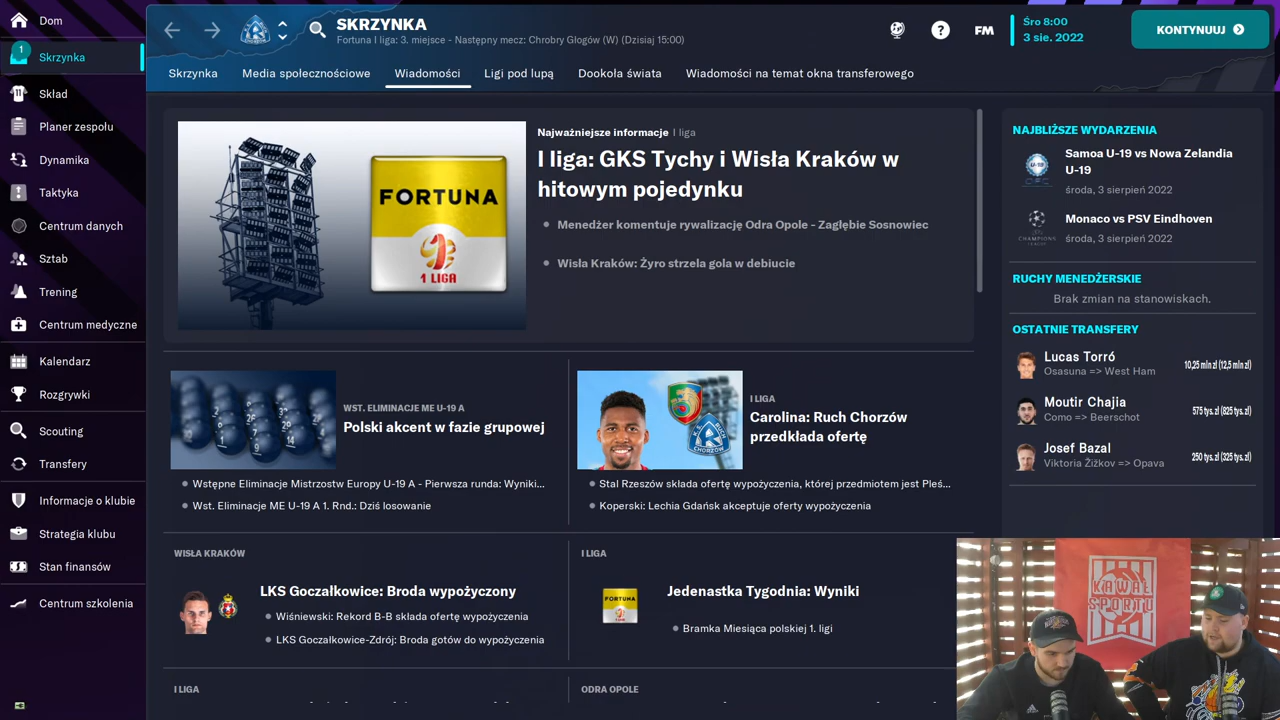 Dom
1
Skrzynka
Skład
Planer zespołu
Dynamika
Taktyka
Centrum danych
Sztab
Trening
Centrum medyczne
Kalendarz
Rozgrywki
Scouting
Transfery
Informacje o klubie
Strategia klubu
Stan finansów
Centrum szkolenia
SKRZYNKA
Fortuna I liga: 3. miejsce - Następny mecz: Chrobry Głogów (W) (Dzisiaj 15:00)
FM
Śro 8:00
3 sie. 2022
KONTYNUUJ
Skrzynka
Media społecznościowe
Wiadomości
Ligi pod lupą
Dookoła świata
Wiadomości na temat okna transferowego
FORTUNA
1 LIGA
Najważniejsze informacje I liga
I liga: GKS Tychy i Wisła Kraków w
hitowym pojedynku
Menedżer komentuje rywalizację Odra Opole - Zagłębie Sosnowiec
Wisła Kraków: Żyro strzela gola w debiucie
WST. ELIMINACJE ME U-19 A
Polski akcent w fazie grupowej
Wstępne Eliminacje Mistrzostw Europy U-19 A - Pierwsza runda: Wyniki...
Wst. Eliminacje ME U-19 A 1. Rnd.: Dziś losowanie
I LIGA
Carolina: Ruch Chorzów
przedkłada ofertę
Stal Rzeszów składa ofertę wypożyczenia, której przedmiotem jest Pleś...
Koperski: Lechia Gdańsk akceptuje oferty wypożyczenia
WISŁA KRAKÓW
LKS Goczałkowice: Broda wypożyczony
Wiśniewski: Rekord B-B składa ofertę wypożyczenia
LKS Goczałkowice-Zdrój: Broda gotów do wypożyczenia
I LIGA
FORTUNA
Jedenastka Tygodnia: Wyniki
Bramka Miesiąca polskiej 1. ligi
I LIGA
ODRA OPOLE
NAJBLIŻSZE WYDARZENIA
Samoa U-19 vs Nowa Zelandia
U-19
środa, 3 sierpień 2022
Monaco vs PSV Eindhoven
środa, 3 sierpień 2022
RUCHY MENEDŻERSKIE
Brak zmian na stanowiskach.
OSTATNIE TRANSFERY
Lucas Torró
Osasuna => West Ham
10,25 mln zł (12,5 mln zł)
Moutir Chajia
Como => Beerschot
575 tys. zł (825 tys. zł)
Josef Bazal
Viktoria Žižkov => Opava
250 tys. zł (325 tys. zł)
KAWAŁ
SPORTU